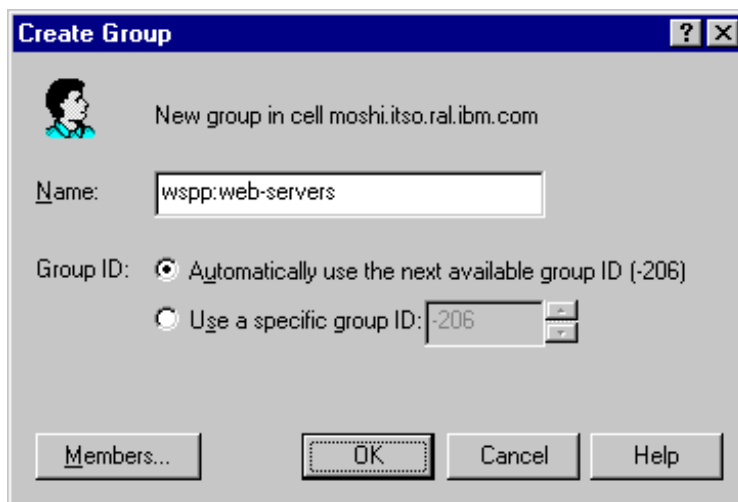 Create Group
New group in cell moshi.itso.ral.ibm.com
Name: wspp:web-servers
Group ID: Automatically use the next available group ID (-206)
Use a specific group ID: -206
Members... OK Cancel Help